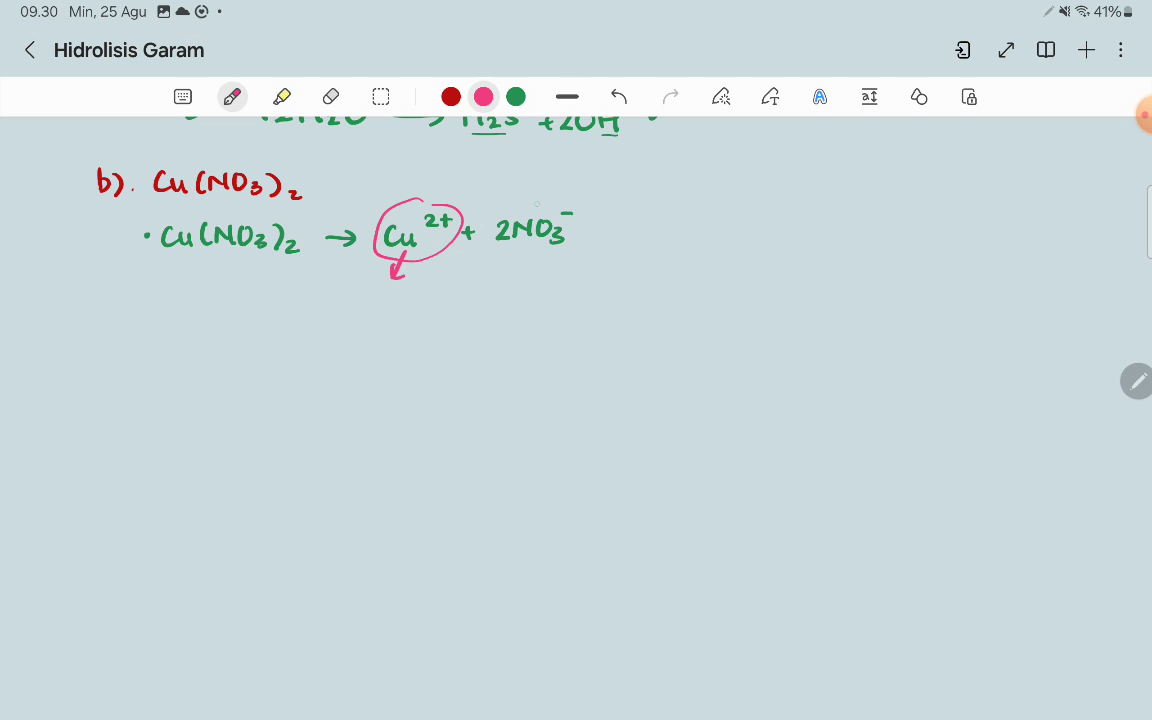 09.30 Min, 25 Agu 41%
Hidrolisis Garam
b). Cu(NO₃)₂
• Cu(NO₃)₂ → Cu²⁺ + 2NO₃⁻